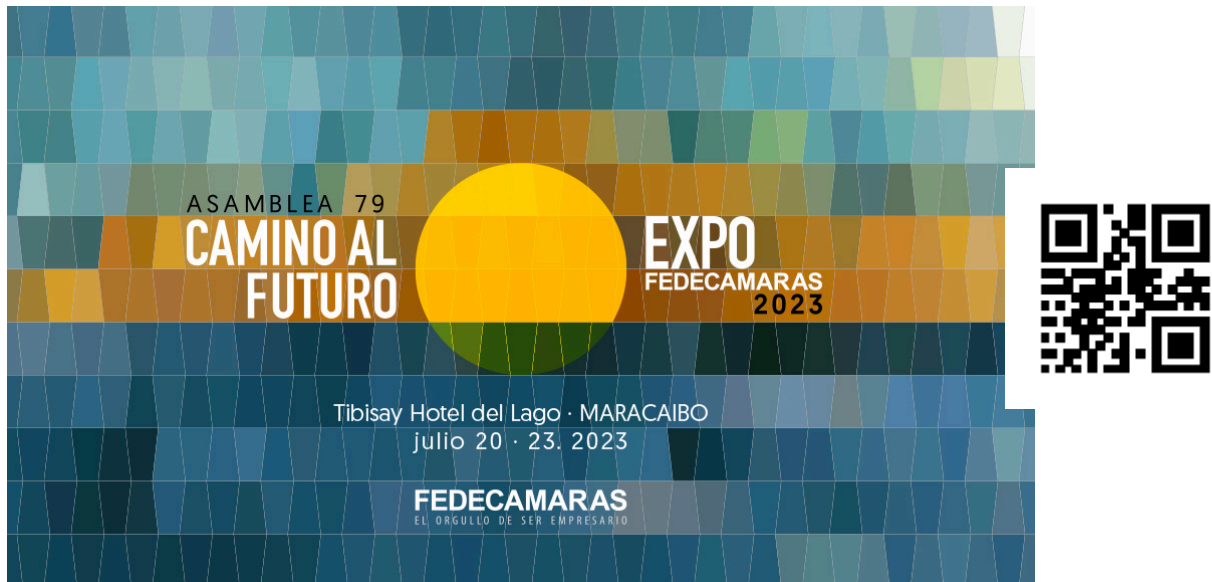 ASAMBLEA 79
CAMINO AL
FUTURO
EXPO
FEDECAMARAS
2023
Tibisay Hotel del Lago · MARACAIBO
julio 20 · 23. 2023
FEDECAMARAS
EL ORGULLO DE SER EMPRESARIO